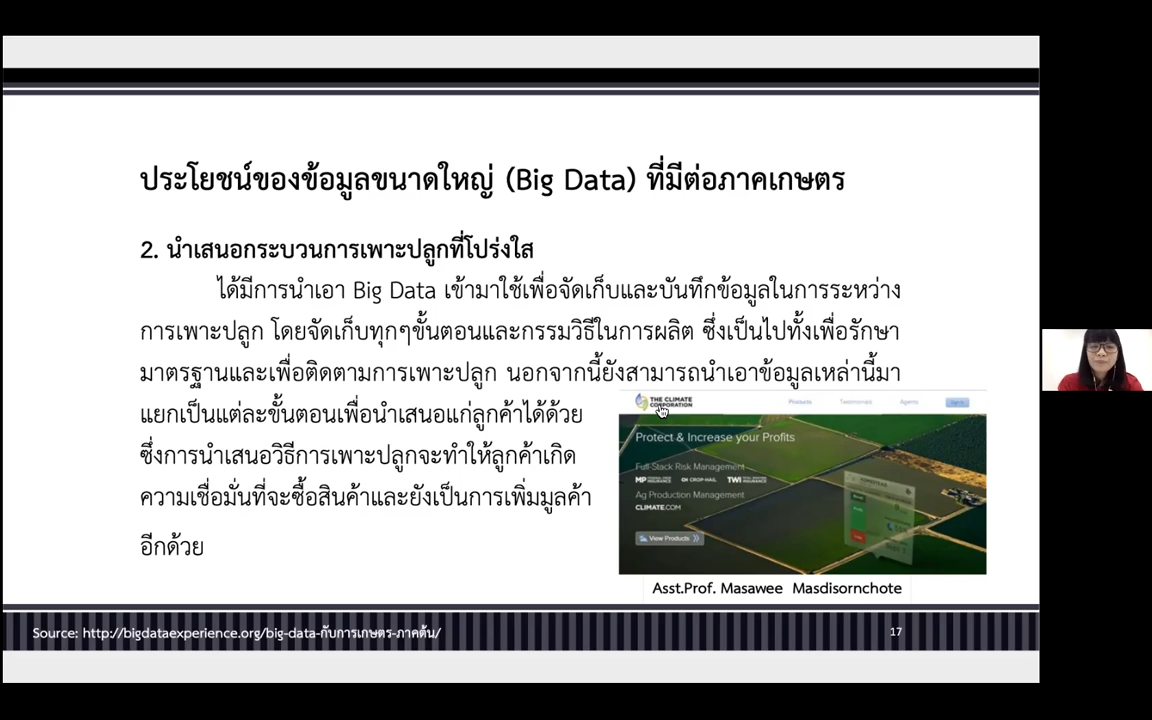 ประโยชน์ของข้อมูลขนาดใหญ่ (Big Data) ที่มีต่อภาคเกษตร
2. นำเสนอกระบวนการเพาะปลูกที่โปร่งใส
ได้มีการนำเอา Big Data เข้ามาใช้เพื่อจัดเก็บและบันทึกข้อมูลในการระหว่าง
การเพาะปลูก โดยจัดเก็บทุกๆขั้นตอนและกรรมวิธีในการผลิต ซึ่งเป็นไปทั้งเพื่อรักษา
มาตรฐานและเพื่อติดตามการเพาะปลูก นอกจากนี้ยังสามารถนำเอาข้อมูลเหล่านี้มา
แยกเป็นแต่ละขั้นตอนเพื่อนำเสนอแก่ลูกค้าได้ด้วย
ซึ่งการนำเสนอวิธีการเพาะปลูกจะทำให้ลูกค้าเกิด
ความเชื่อมั่นที่จะซื้อสินค้าและยังเป็นการเพิ่มมูลค้า
อีกด้วย
THE CLIMATE
CORPORATION
Products Testimonials Agents
Protect & Increase your Profits
Full-Stack Risk Management
MP CROP-HAIL TWI
Ag Production Management
CLIMATE.COM
View Products
Asst.Prof. Masawee Masdisornchote
Source: http://bigdataexperience.org/big-data-กับการเกษตร-ภาคต้น/
17